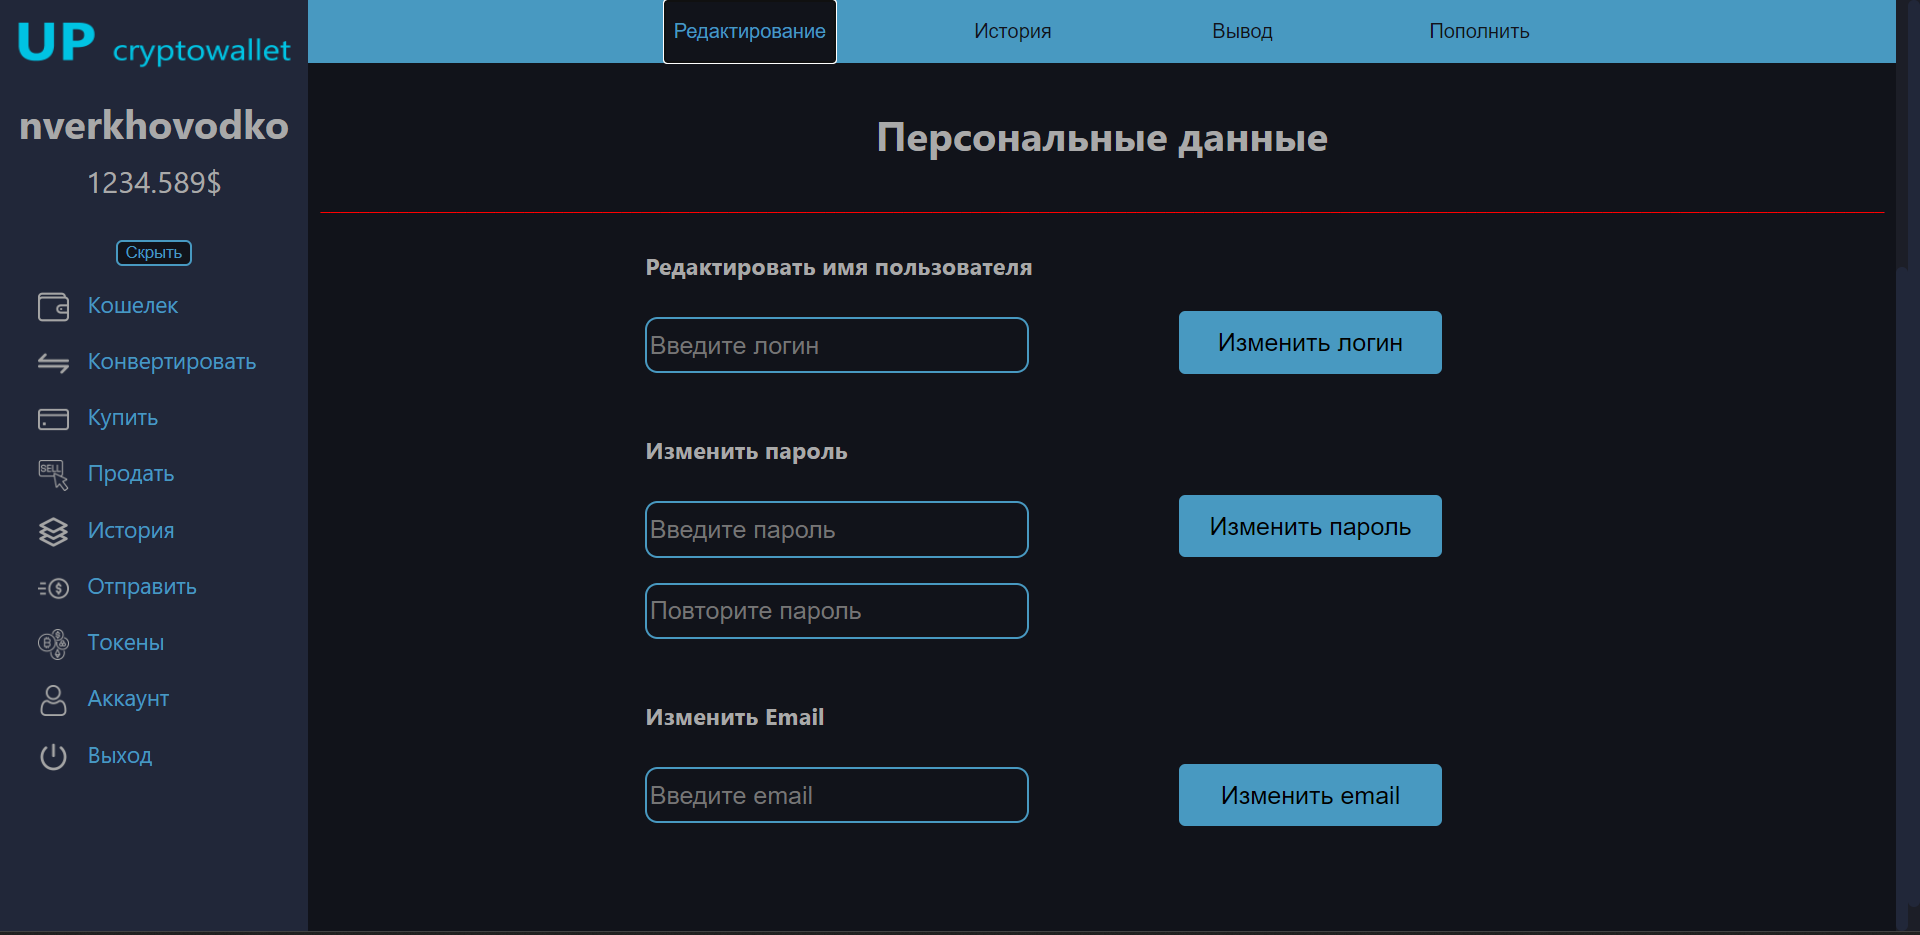 UP cryptowallet
nverkhovodko
1234.589$
Скрыть
Кошелек
Конвертировать
Купить
SELL
Продать
История
Отправить
Токены
Аккаунт
Выход
Редактирование
История
Вывод
Пополнить
Персональные данные
Редактировать имя пользователя
Введите логин
Изменить логин
Изменить пароль
Введите пароль
Изменить пароль
Повторите пароль
Изменить Email
Введите email
Изменить email